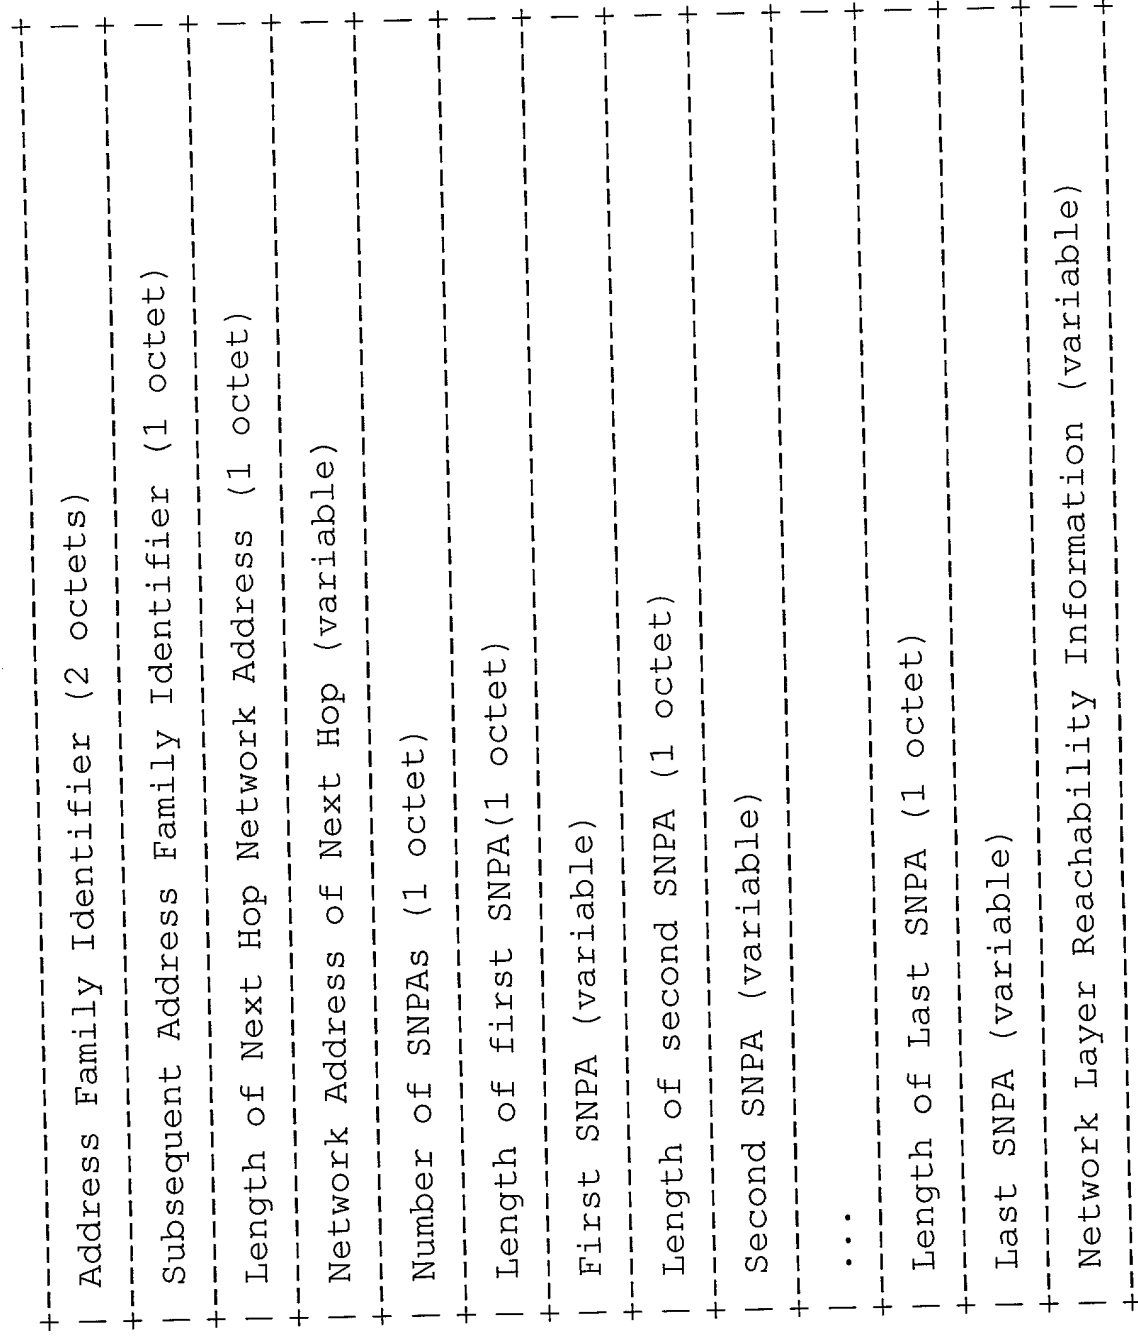 Address Family Identifier (2 octets)
Subsequent Address Family Identifier (1 octet)
Length of Next Hop Network Address (1 octet)
Network Address of Next Hop (variable)
Number of SNPAs (1 octet)
Length of first SNPA(1 octet)
First SNPA (variable)
Length of second SNPA (1 octet)
Second SNPA (variable)
...
Length of Last SNPA (1 octet)
Last SNPA (variable)
Network Layer Reachability Information (variable)